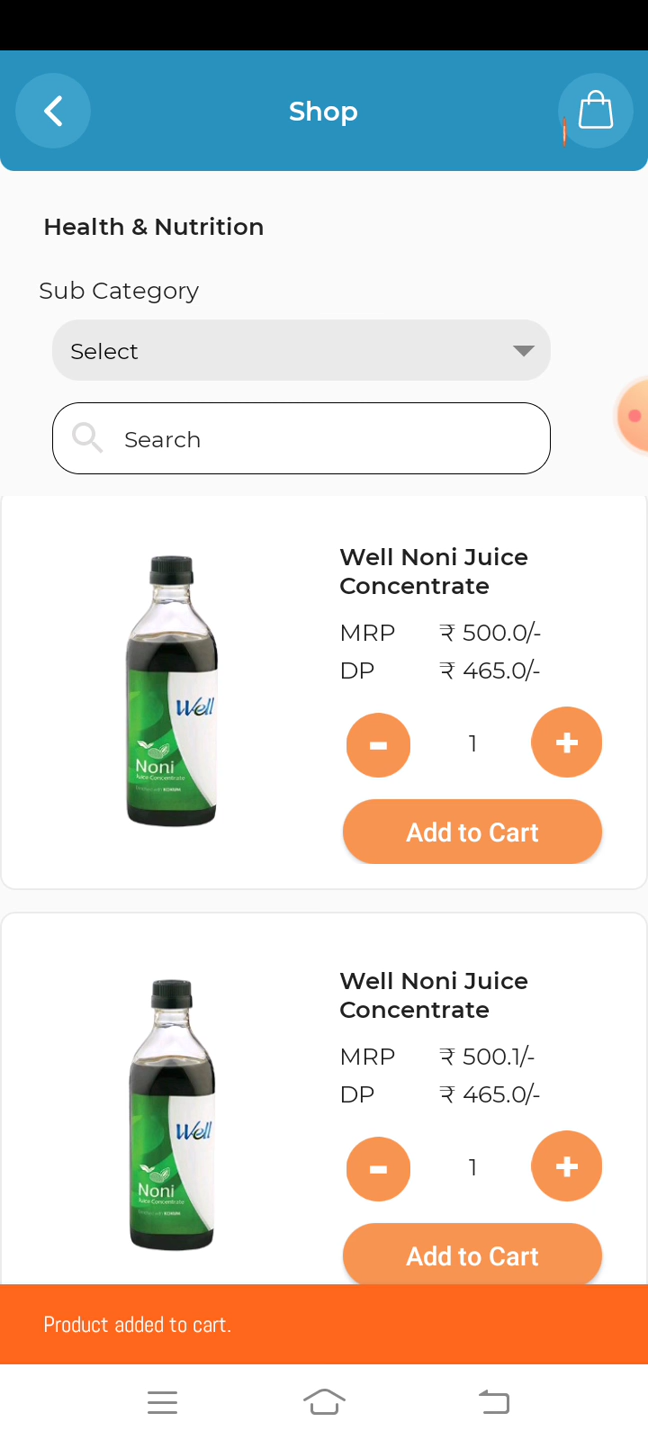 Shop
Health & Nutrition
Sub Category
Select
Search
Well Noni Juice
Concentrate
MRP ₹ 500.0/-
DP ₹ 465.0/-
- 1 +
Add to Cart
Well
Noni
Juice Concentrate
Well Noni Juice
Concentrate
MRP ₹ 500.1/-
DP ₹ 465.0/-
- 1 +
Add to Cart
Well
Noni
Juice Concentrate
Product added to cart.